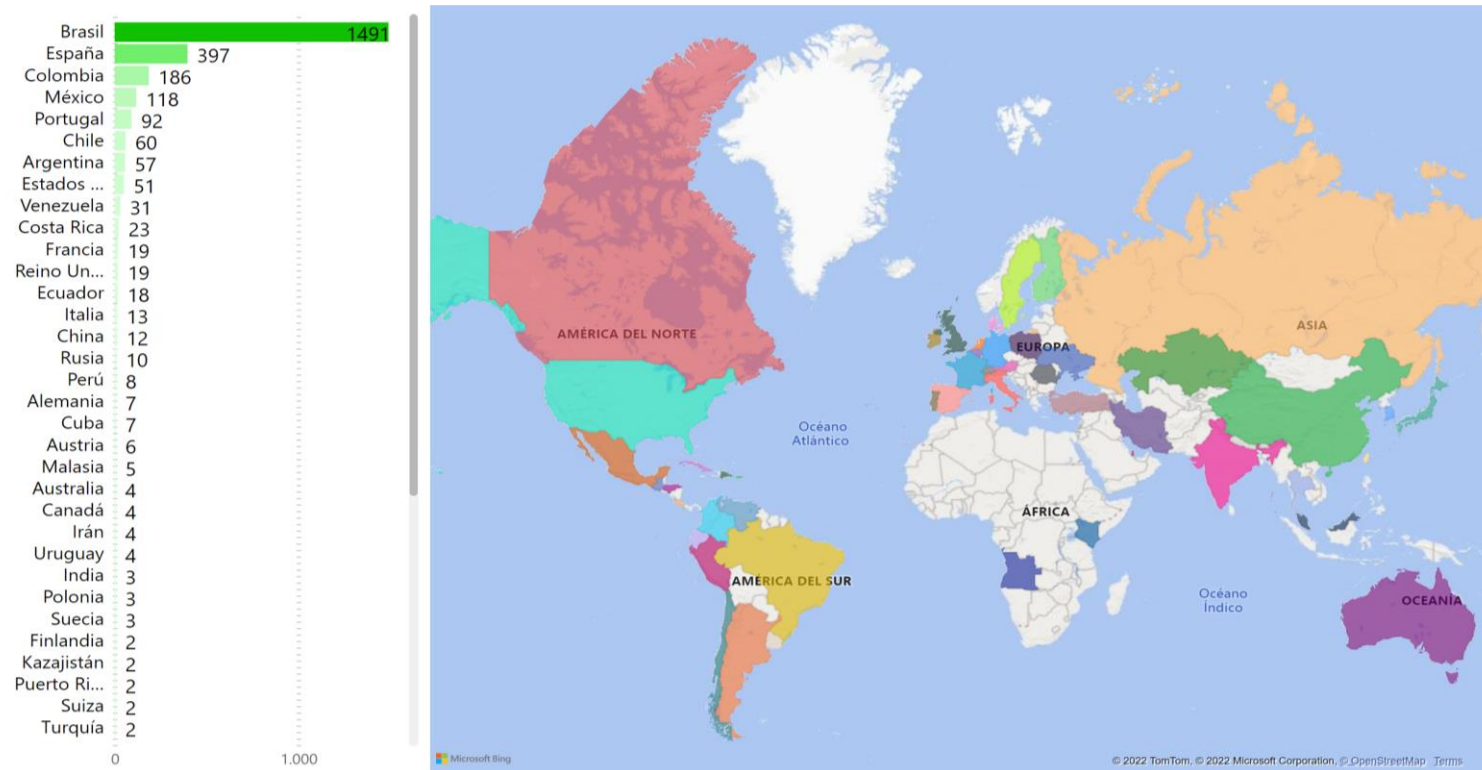 Brasil 1491
España 397
Colombia 186
México 118
Portugal 92
Chile 60
Argentina 57
Estados ... 51
Venezuela 31
Costa Rica 23
Francia 19
Reino Un... 19
Ecuador 18
Italia 13
China 12
Rusia 10
Perú 8
Alemania 7
Cuba 7
Austria 6
Malasia 5
Australia 4
Canadá 4
Irán 4
Uruguay 4
India 3
Polonia 3
Suecia 3
Finlandia 2
Kazajistán 2
Puerto Ri... 2
Suiza 2
Turquía 2
0 1.000
AMÉRICA DEL NORTE
ASIA
EUROPA
Océano
Atlántico
ÁFRICA
AMÉRICA DEL SUR
Océano
Índico
OCEANÍA
Microsoft Bing
© 2022 TomTom, © 2022 Microsoft Corporation, © OpenStreetMap Terms